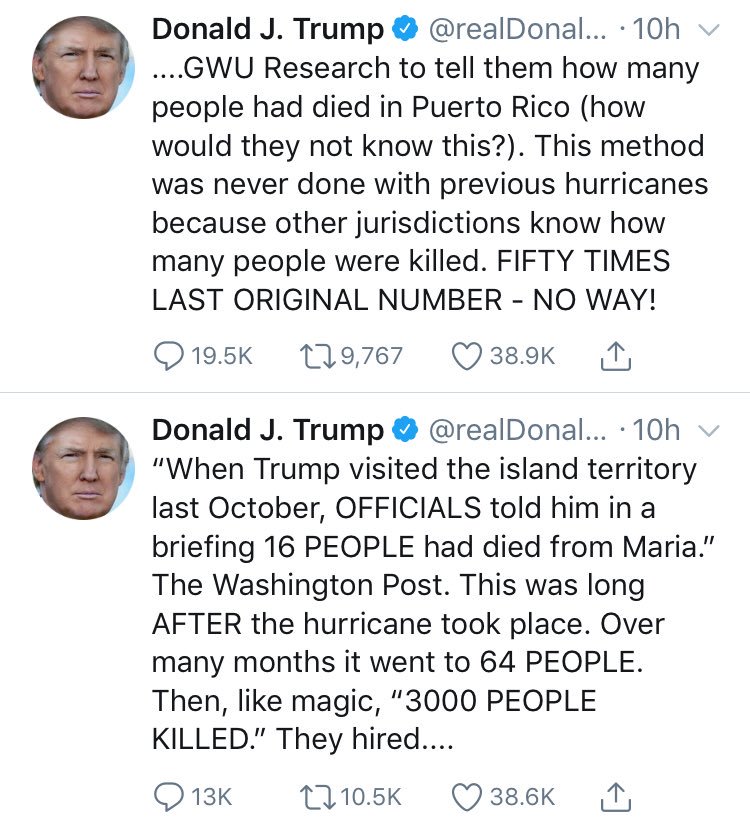 Donald J. Trump @realDonal... · 10h
....GWU Research to tell them how many
people had died in Puerto Rico (how
would they not know this?). This method
was never done with previous hurricanes
because other jurisdictions know how
many people were killed. FIFTY TIMES
LAST ORIGINAL NUMBER - NO WAY!
19.5K 9,767 38.9K
Donald J. Trump @realDonal... · 10h
“When Trump visited the island territory
last October, OFFICIALS told him in a
briefing 16 PEOPLE had died from Maria.”
The Washington Post. This was long
AFTER the hurricane took place. Over
many months it went to 64 PEOPLE.
Then, like magic, “3000 PEOPLE
KILLED.” They hired....
13K 10.5K 38.6K